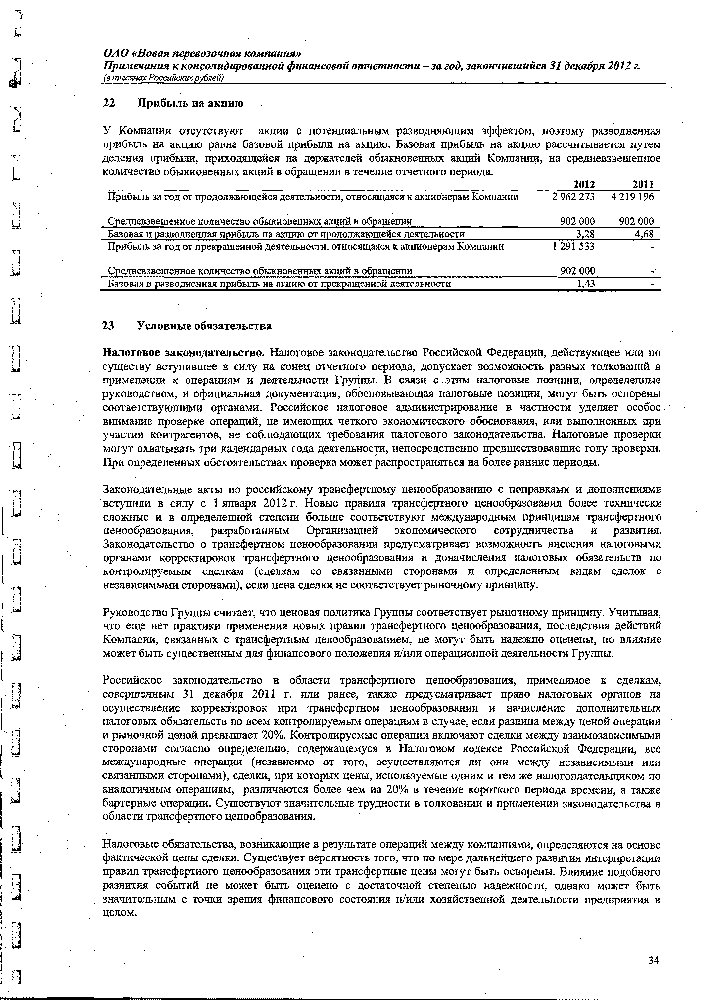 ОАО «Новая перевозочная компания»
Примечания к консолидированной финансовой отчетности – за год, закончившийся 31 декабря 2012 г.
(в тысячах Российских рублей)
22 Прибыль на акцию
У Компании отсутствуют акции с потенциальным разводняющим эффектом, поэтому разводненная
прибыль на акцию равна базовой прибыли на акцию. Базовая прибыль на акцию рассчитывается путем
деления прибыли, приходящейся на держателей обыкновенных акций Компании, на средневзвешенное
количество обыкновенных акций в обращении в течение отчетного периода.
2012 2011
Прибыль за год от продолжающейся деятельности, относящаяся к акционерам Компании 2 962 273 4 219 196
Средневзвешенное количество обыкновенных акций в обращении 902 000 902 000
Базовая и разводненная прибыль на акцию от продолжающейся деятельности 3,28 4,68
Прибыль за год от прекращенной деятельности, относящаяся к акционерам Компании 1 291 533 -
Средневзвешенное количество обыкновенных акций в обращении 902 000 -
Базовая и разводненная прибыль на акцию от прекращенной деятельности 1,43 -
23 Условные обязательства
Налоговое законодательство. Налоговое законодательство Российской Федерации, действующее или по
существу вступившее в силу на конец отчетного периода, допускает возможность разных толкований в
применении к операциям и деятельности Группы. В связи с этим налоговые позиции, определенные
руководством, и официальная документация, обосновывающая налоговые позиции, могут быть оспорены
соответствующими органами. Российское налоговое администрирование в частности уделяет особое
внимание проверке операций, не имеющих четкого экономического обоснования, или выполненных при
участии контрагентов, не соблюдающих требования налогового законодательства. Налоговые проверки
могут охватывать три календарных года деятельности, непосредственно предшествовавшие году проверки.
При определенных обстоятельствах проверка может распространяться на более ранние периоды.
Законодательные акты по российскому трансфертному ценообразованию с поправками и дополнениями
вступили в силу с 1 января 2012 г. Новые правила трансфертного ценообразования более технически
сложные и в определенной степени больше соответствуют международным принципам трансфертного
ценообразования, разработанным Организацией экономического сотрудничества и развития.
Законодательство о трансфертном ценообразовании предусматривает возможность внесения налоговыми
органами корректировок трансфертного ценообразования и доначисления налоговых обязательств по
контролируемым сделкам (сделкам со связанными сторонами и определенным видам сделок с
независимыми сторонами), если цена сделки не соответствует рыночному принципу.
Руководство Группы считает, что ценовая политика Группы соответствует рыночному принципу. Учитывая,
что еще нет практики применения новых правил трансфертного ценообразования, последствия действий
Компании, связанных с трансфертным ценообразованием, не могут быть надежно оценены, но влияние
может быть существенным для финансового положения и/или операционной деятельности Группы.
Российское законодательство в области трансфертного ценообразования, применимое к сделкам,
совершенным 31 декабря 2011 г. или ранее, также предусматривает право налоговых органов на
осуществление корректировок при трансфертном ценообразовании и начисление дополнительных
налоговых обязательств по всем контролируемым операциям в случае, если разница между ценой операции
и рыночной ценой превышает 20%. Контролируемые операции включают сделки между взаимозависимыми
сторонами согласно определению, содержащемуся в Налоговом кодексе Российской Федерации, все
международные операции (независимо от того, осуществляются ли они между независимыми или
связанными сторонами), сделки, при которых цены, используемые одним и тем же налогоплательщиком по
аналогичным операциям, различаются более чем на 20% в течение короткого периода времени, а также
бартерные операции. Существуют значительные трудности в толковании и применении законодательства в
области трансфертного ценообразования.
Налоговые обязательства, возникающие в результате операций между компаниями, определяются на основе
фактической цены сделки. Существует вероятность того, что по мере дальнейшего развития интерпретации
правил трансфертного ценообразования эти трансфертные цены могут быть оспорены. Влияние подобного
развития событий не может быть оценено с достаточной степенью надежности, однако может быть
значительным с точки зрения финансового состояния и/или хозяйственной деятельности предприятия в
целом.
34